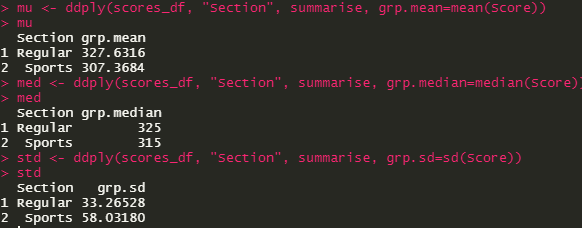 > mu <- ddply(scores_df, "Section", summarise, grp.mean=mean(Score))
> mu
  Section grp.mean
1 Regular 327.6316
2  Sports 307.3684
> med <- ddply(scores_df, "Section", summarise, grp.median=median(Score))
> med
  Section grp.median
1 Regular        325
2  Sports        315
> std <- ddply(scores_df, "Section", summarise, grp.sd=sd(Score))
> std
  Section   grp.sd
1 Regular 33.26528
2  Sports 58.03180